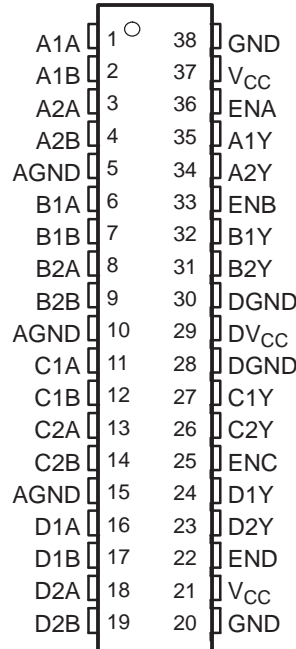 A1A 1 38 GND
A1B 2 37 VCC
A2A 3 36 ENA
A2B 4 35 A1Y
AGND 5 34 A2Y
B1A 6 33 ENB
B1B 7 32 B1Y
B2A 8 31 B2Y
B2B 9 30 DGND
AGND 10 29 DVCC
C1A 11 28 DGND
C1B 12 27 C1Y
C2A 13 26 C2Y
C2B 14 25 ENC
AGND 15 24 D1Y
D1A 16 23 D2Y
D1B 17 22 END
D2A 18 21 VCC
D2B 19 20 GND